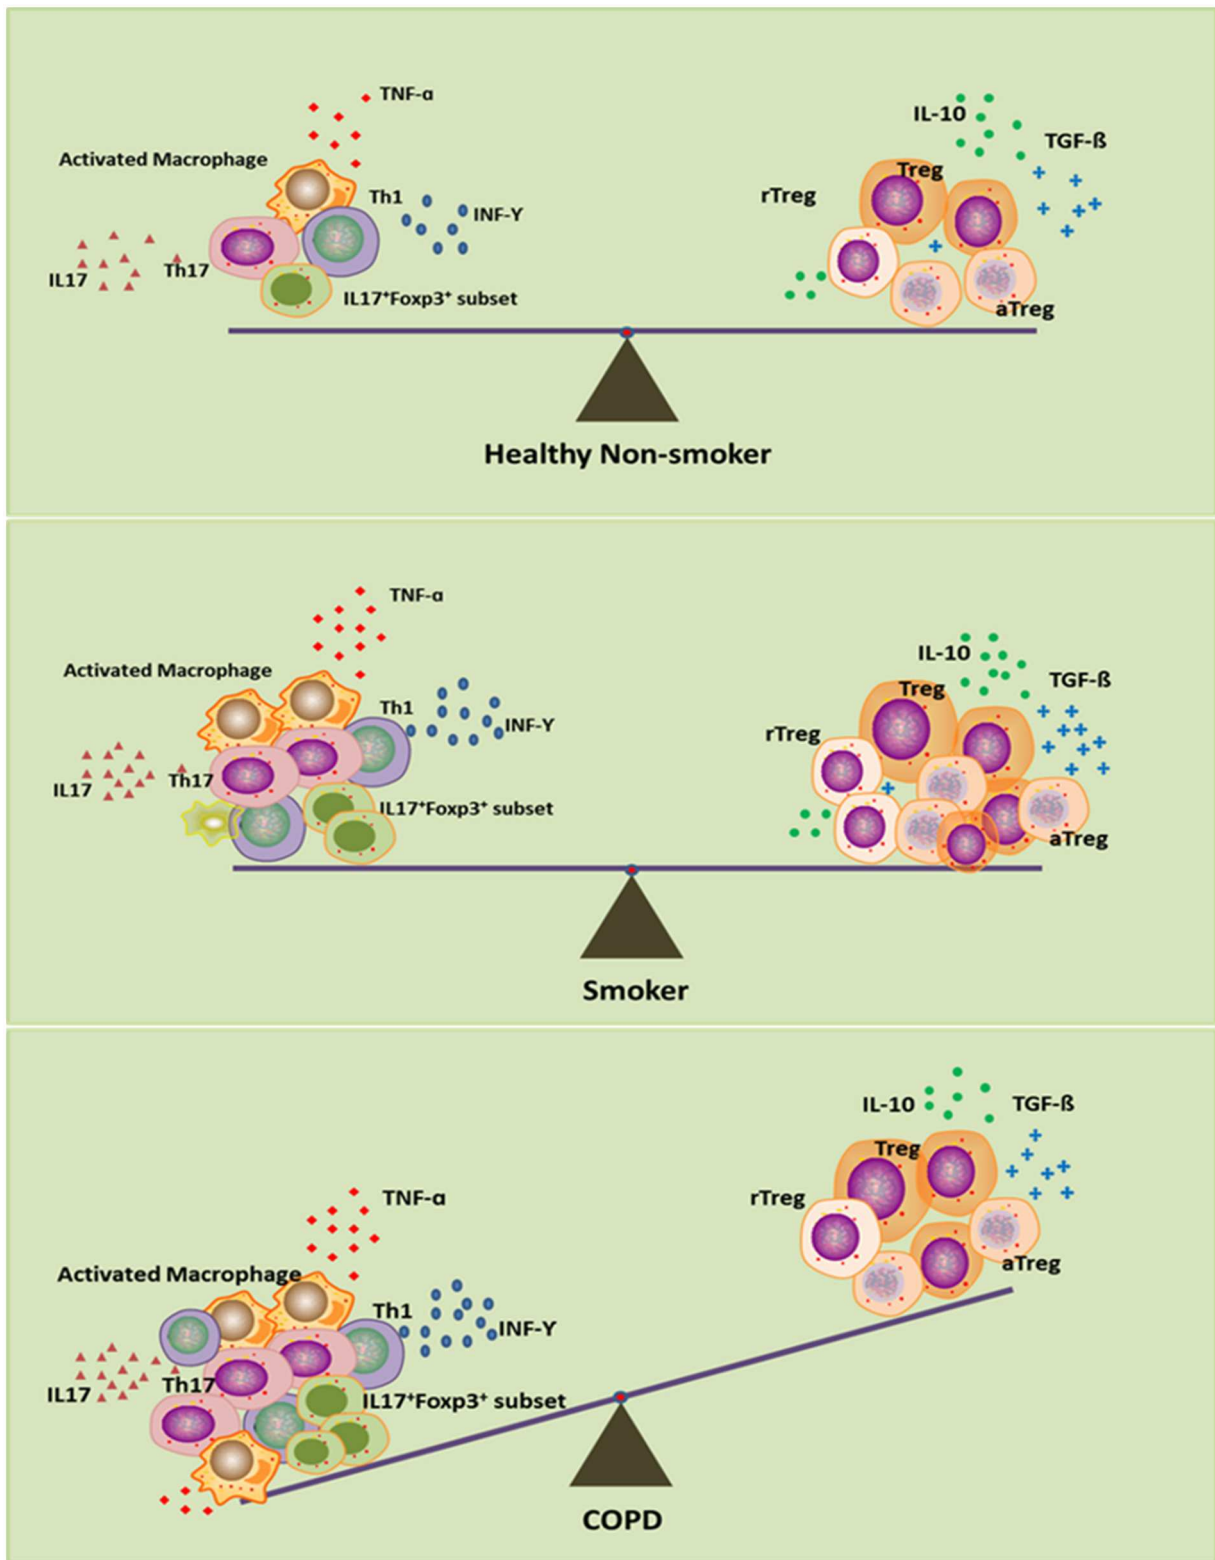 TNF-α
IL-10
TGF-ß
Activated Macrophage
Treg
rTreg
Th1
INF-Y
Th17
IL17
IL17⁺Foxp3⁺ subset
aTreg
Healthy Non-smoker
TNF-α
IL-10
TGF-ß
Activated Macrophage
Treg
Th1
INF-Y
rTreg
Th17
IL17
IL17⁺Foxp3⁺ subset
aTreg
Smoker
IL-10
TGF-ß
Treg
TNF-α
rTreg
aTreg
Activated Macrophage
Th1
INF-Y
Th17
IL17
IL17⁺Foxp3⁺ subset
COPD